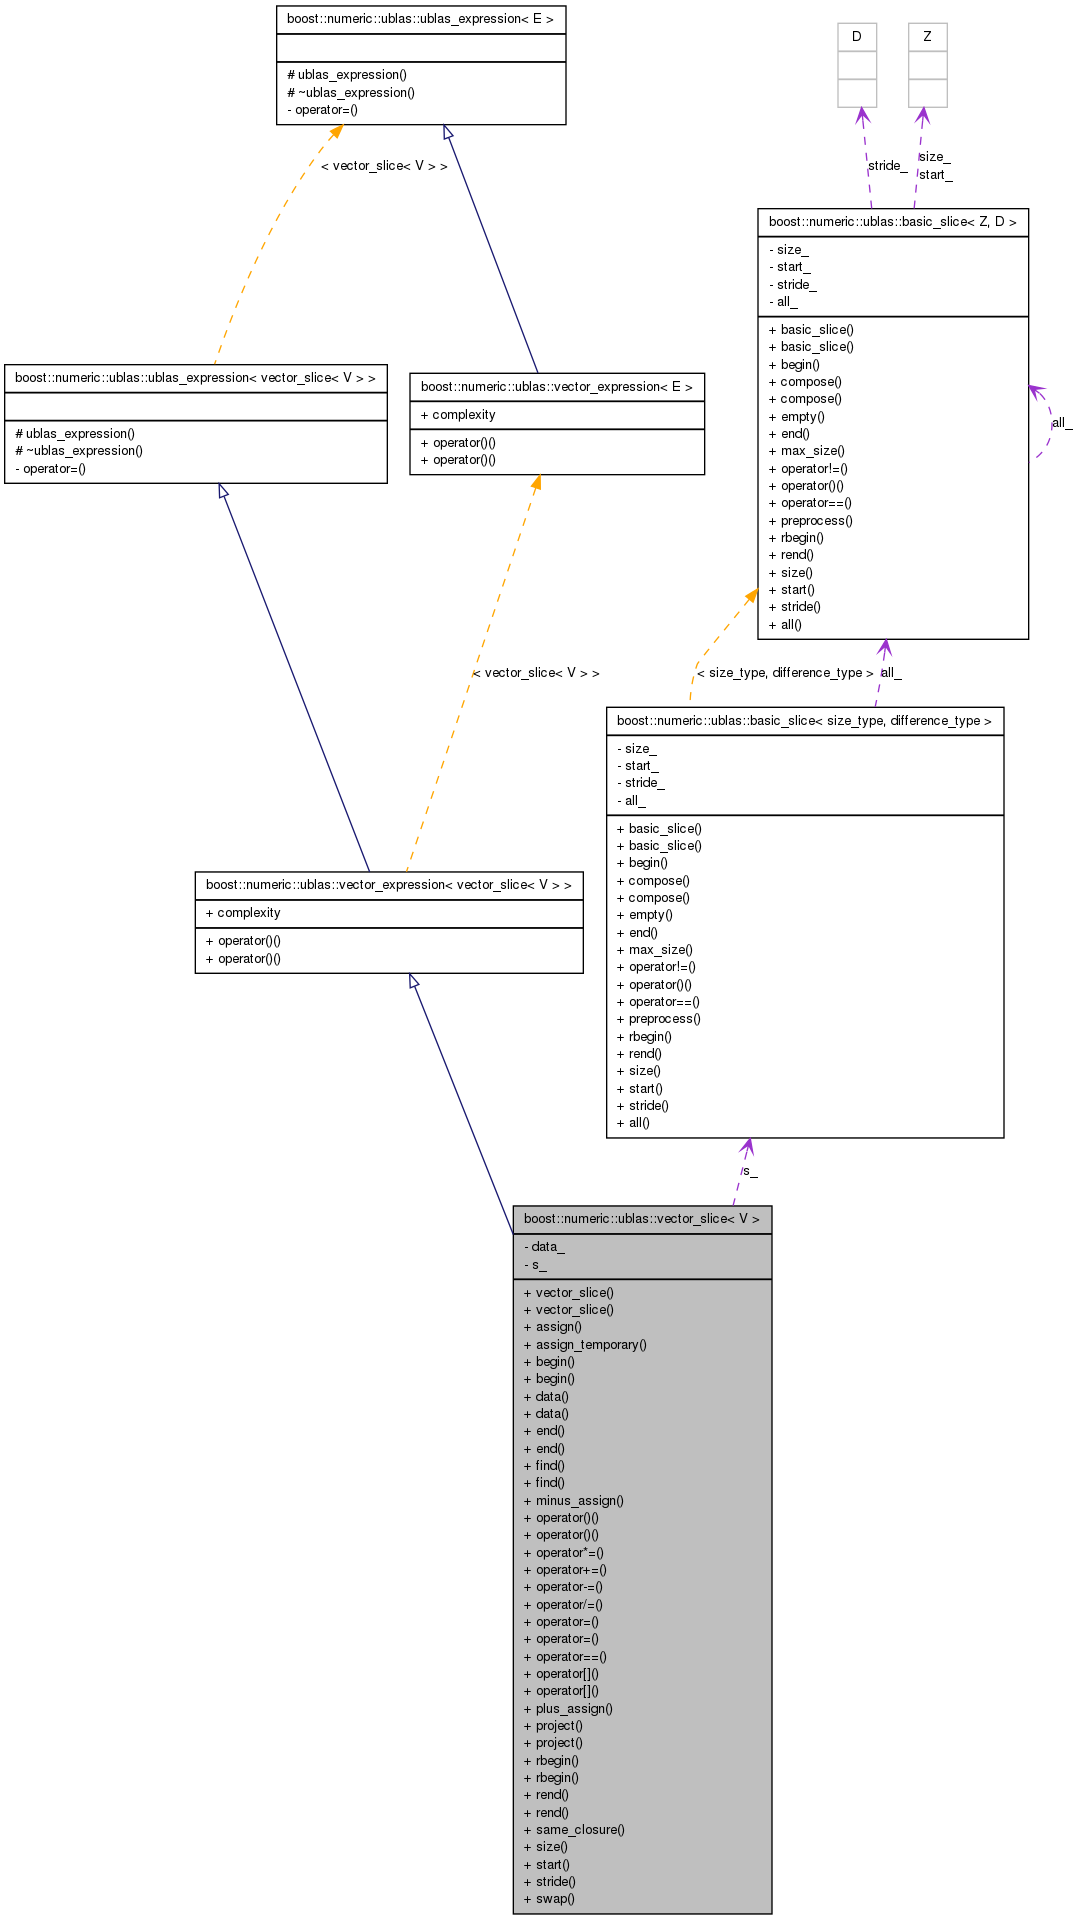 boost::numeric::ublas::ublas_expression< E >
# ublas_expression()
# ~ublas_expression()
- operator=()
D
Z
< vector_slice< V > >
stride_
size_
start_
boost::numeric::ublas::basic_slice< Z, D >
- size_
- start_
- stride_
- all_
+ basic_slice()
+ basic_slice()
+ begin()
+ compose()
+ compose()
+ empty()
+ end()
+ max_size()
+ operator!=()
+ operator()()
+ operator==()
+ preprocess()
+ rbegin()
+ rend()
+ size()
+ start()
+ stride()
+ all()
all_
boost::numeric::ublas::ublas_expression< vector_slice< V > >
# ublas_expression()
# ~ublas_expression()
- operator=()
boost::numeric::ublas::vector_expression< E >
+ complexity
+ operator()()
+ operator()()
< vector_slice< V > >
< size_type, difference_type >
all_
boost::numeric::ublas::basic_slice< size_type, difference_type >
- size_
- start_
- stride_
- all_
+ basic_slice()
+ basic_slice()
+ begin()
+ compose()
+ compose()
+ empty()
+ end()
+ max_size()
+ operator!=()
+ operator()()
+ operator==()
+ preprocess()
+ rbegin()
+ rend()
+ size()
+ start()
+ stride()
+ all()
boost::numeric::ublas::vector_expression< vector_slice< V > >
+ complexity
+ operator()()
+ operator()()
s_
boost::numeric::ublas::vector_slice< V >
- data_
- s_
+ vector_slice()
+ vector_slice()
+ assign()
+ assign_temporary()
+ begin()
+ begin()
+ data()
+ data()
+ end()
+ end()
+ find()
+ find()
+ minus_assign()
+ operator()()
+ operator()()
+ operator*=()
+ operator+=()
+ operator-=()
+ operator/=()
+ operator=()
+ operator=()
+ operator==()
+ operator[]()
+ operator[]()
+ plus_assign()
+ project()
+ project()
+ rbegin()
+ rbegin()
+ rend()
+ rend()
+ same_closure()
+ size()
+ start()
+ stride()
+ swap()